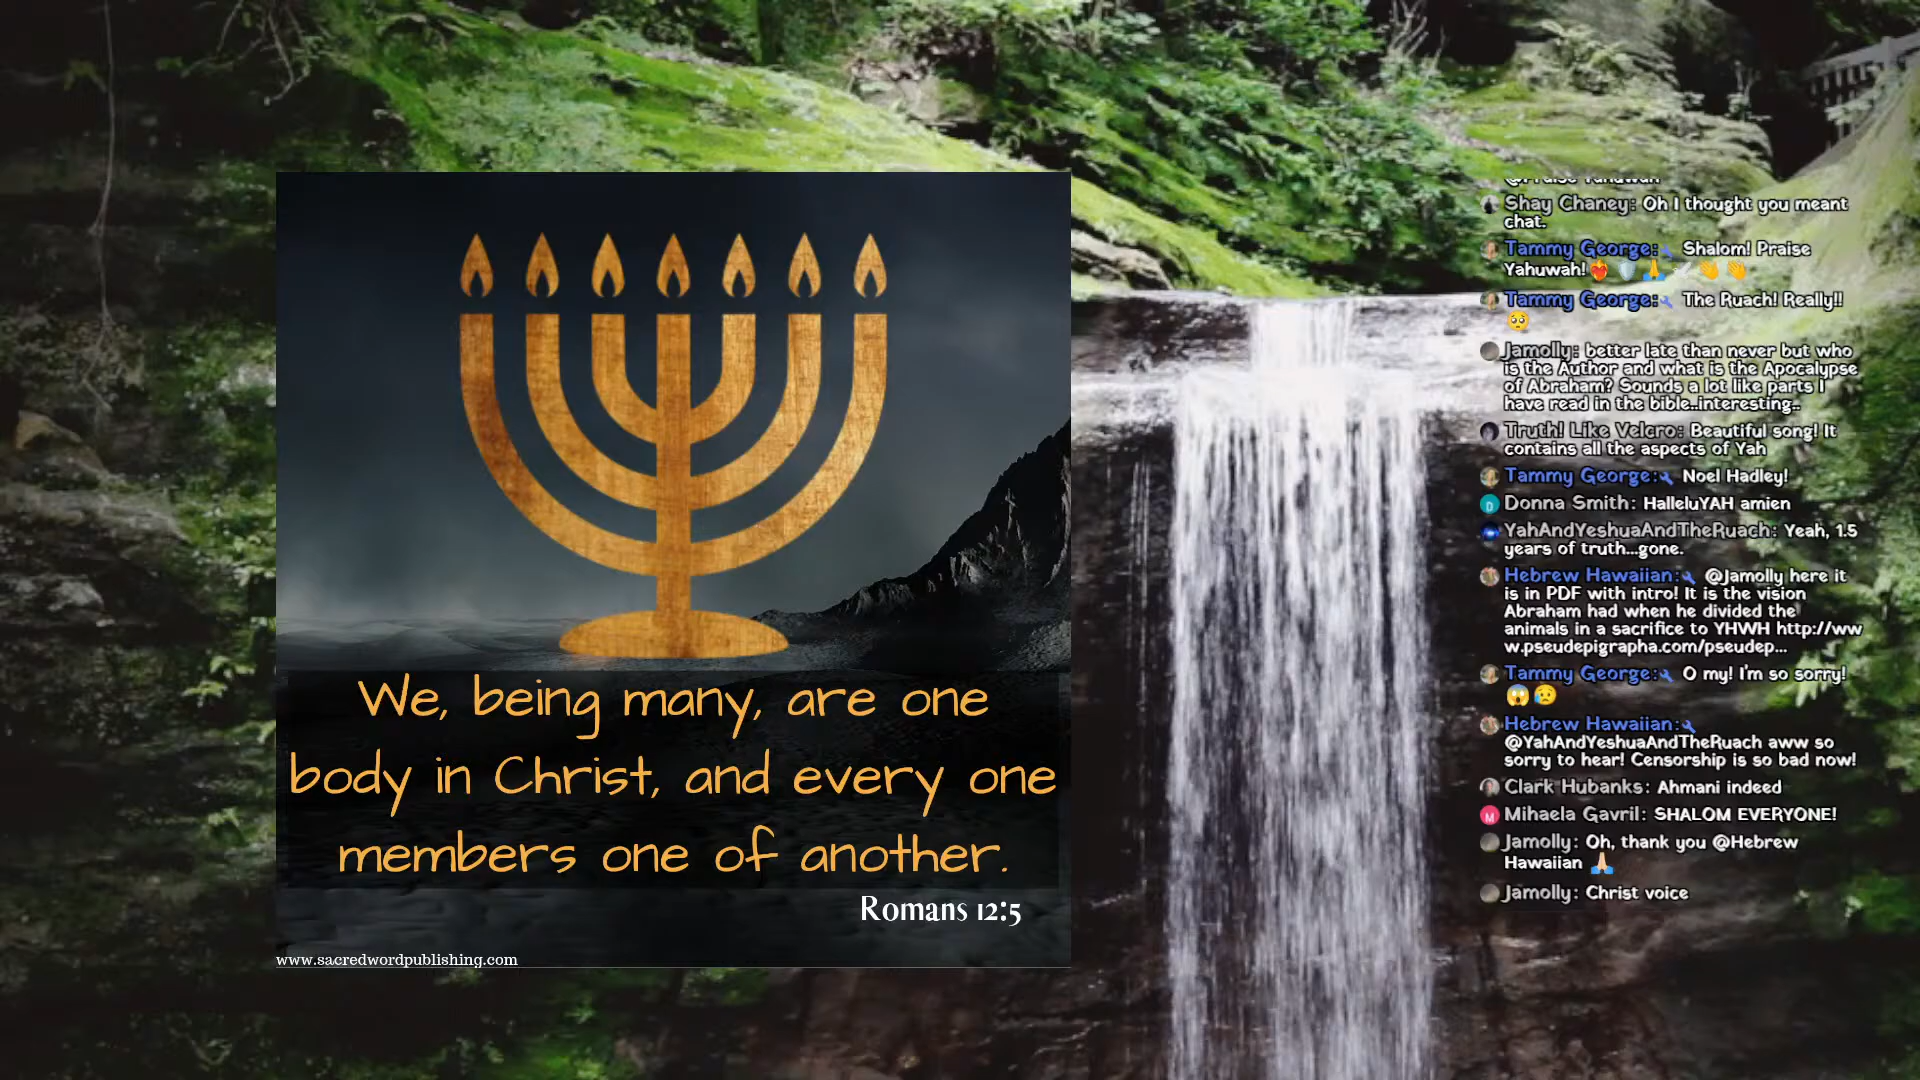 We, being many, are one
body in Christ, and every one
members one of another.
Romans 12:5
www.sacredwordpublishing.com
Shay Chaney: Oh I thought you meant
chat.
Tammy George: Shalom! Praise
Yahuwah!
Tammy George: The Ruach! Really!!
Jamolly: better late than never but who
is the Author and what is the Apocalypse
of Abraham? Sounds a lot like parts I
have read in the bible..interesting..
Truth! Like Velcro: Beautiful song! It
contains all the aspects of Yah
Tammy George: Noel Hadley!
D Donna Smith: HalleluYAH amien
YahAndYeshuaAndTheRuach: Yeah, 1.5
years of truth...gone.
Hebrew Hawaiian: @Jamolly here it
is in PDF with intro! It is the vision
Abraham had when he divided the
animals in a sacrifice to YHWH http://ww
w.pseudepigrapha.com/pseudep...
Tammy George: O my! I'm so sorry!
Hebrew Hawaiian:
@YahAndYeshuaAndTheRuach aww so
sorry to hear! Censorship is so bad now!
Clark Hubanks: Ahmani indeed
M Mihaela Gavril: SHALOM EVERYONE!
Jamolly: Oh, thank you @Hebrew
Hawaiian
Jamolly: Christ voice